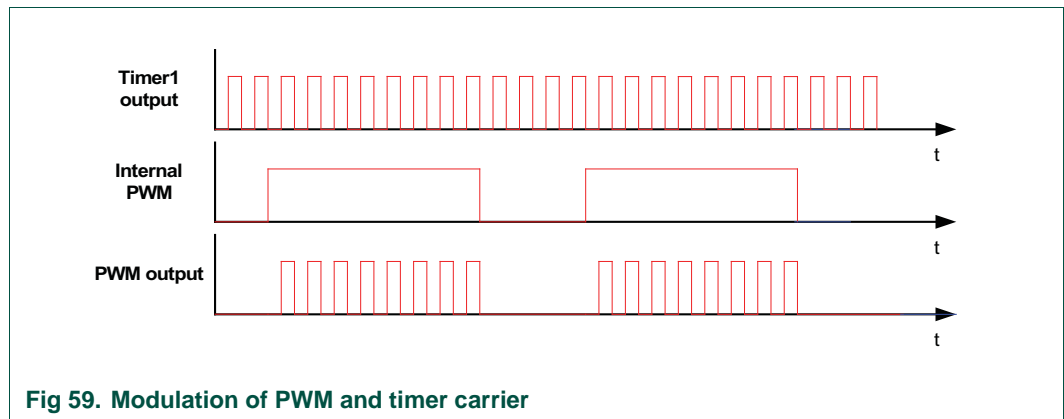 Timer1
output
t
Internal
PWM
t
PWM output
t
Fig 59. Modulation of PWM and timer carrier